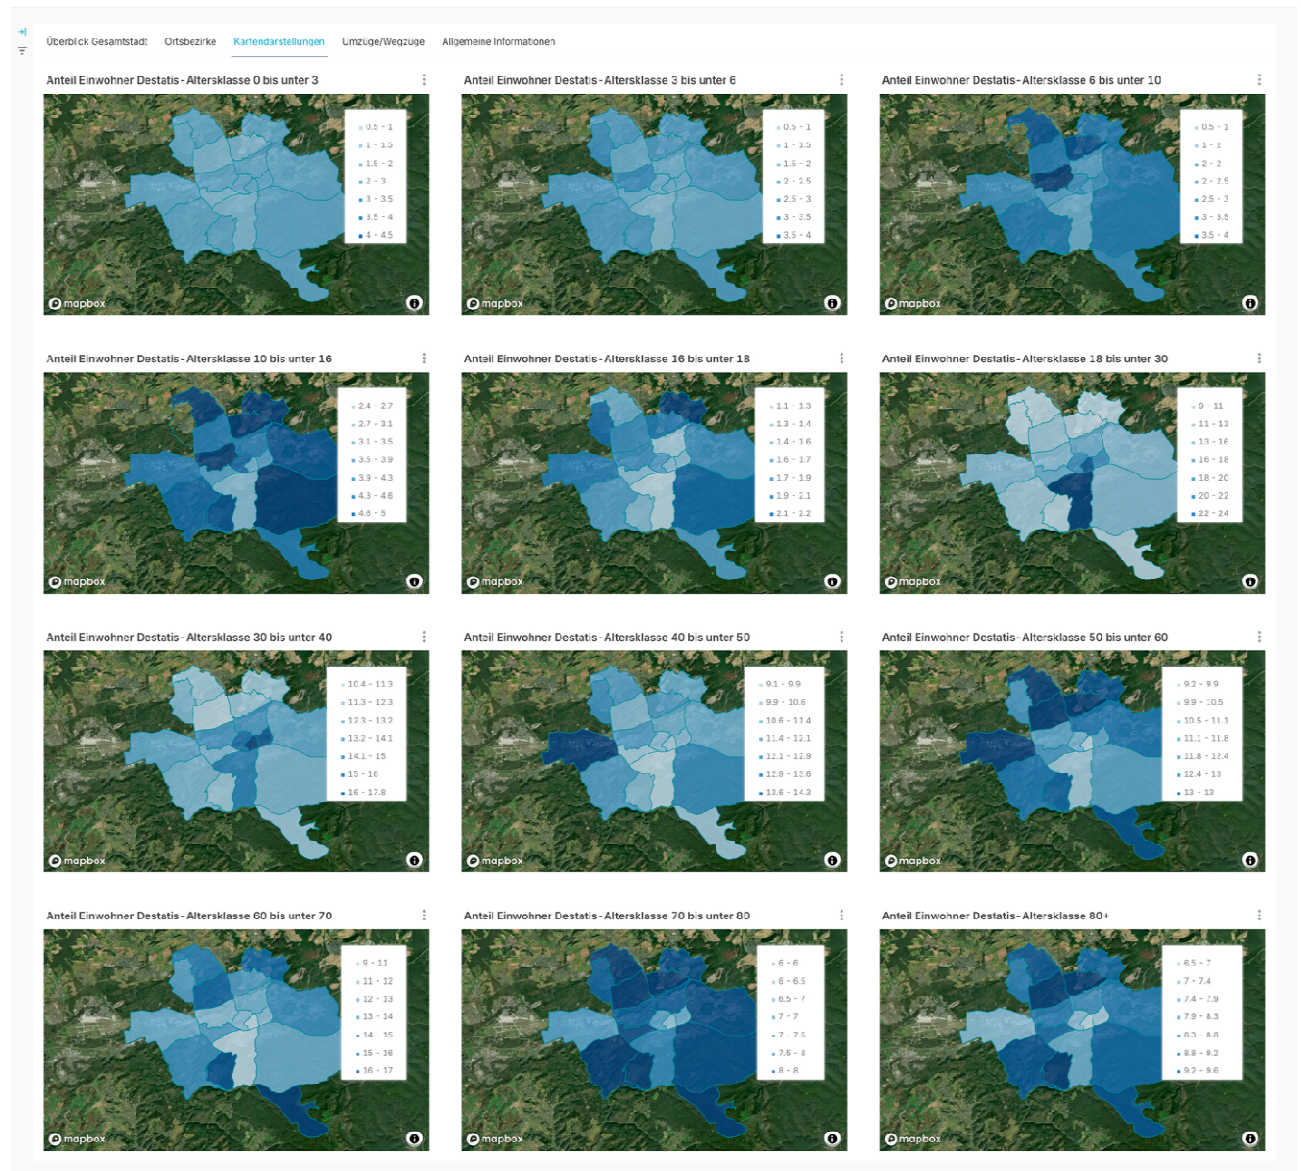 Überblick Gesamtstadt Ortsbezirke Kartendarstellungen Umzüge/Wegzüge Allgemeine Informationen
Anteil Einwohner Destatis - Altersklasse 0 bis unter 3
0.5 - 1
1 - 1.5
1.5 - 2
2 - 3
3 - 3.5
3.5 - 4
4 - 4.5
mapbox
Anteil Einwohner Destatis - Altersklasse 3 bis unter 6
0.5 - 1
1 - 1.5
1.5 - 2
2 - 2.5
2.5 - 3
3 - 3.5
3.5 - 4
mapbox
Anteil Einwohner Destatis - Altersklasse 6 bis unter 10
0.5 - 1
1 - 2
2 - 2
2 - 2.5
2.5 - 3
3 - 3.5
3.5 - 4
mapbox
Anteil Einwohner Destatis - Altersklasse 10 bis unter 16
2.4 - 2.7
2.7 - 3.1
3.1 - 3.5
3.5 - 3.9
3.9 - 4.3
4.3 - 4.6
4.6 - 5
mapbox
Anteil Einwohner Destatis - Altersklasse 16 bis unter 18
1.1 - 1.3
1.3 - 1.4
1.4 - 1.6
1.6 - 1.7
1.7 - 1.9
1.9 - 2.1
2.1 - 2.2
mapbox
Anteil Einwohner Destatis - Altersklasse 18 bis unter 30
9 - 11
11 - 13
13 - 16
16 - 18
18 - 20
20 - 22
22 - 24
mapbox
Anteil Einwohner Destatis - Altersklasse 30 bis unter 40
10.4 - 11.3
11.3 - 12.3
12.3 - 13.2
13.2 - 14.1
14.1 - 15
15 - 16
16 - 17.8
mapbox
Anteil Einwohner Destatis - Altersklasse 40 bis unter 50
9.1 - 9.9
9.9 - 10.6
10.6 - 11.4
11.4 - 12.1
12.1 - 12.9
12.9 - 13.6
13.6 - 14.3
mapbox
Anteil Einwohner Destatis - Altersklasse 50 bis unter 60
9.2 - 9.9
9.9 - 10.5
10.5 - 11.1
11.1 - 11.8
11.8 - 12.4
12.4 - 13
13 - 13
mapbox
Anteil Einwohner Destatis - Altersklasse 60 bis unter 70
9 - 11
11 - 12
12 - 13
13 - 14
14 - 15
15 - 16
16 - 17
mapbox
Anteil Einwohner Destatis - Altersklasse 70 bis unter 80
6 - 6
6 - 6.5
6.5 - 7
7 - 7
7 - 7.5
7.5 - 8
8 - 8
mapbox
Anteil Einwohner Destatis - Altersklasse 80+
6.5 - 7
7 - 7.4
7.4 - 7.9
7.9 - 8.3
8.8 - 9.2
9.2 - 9.6
mapbox